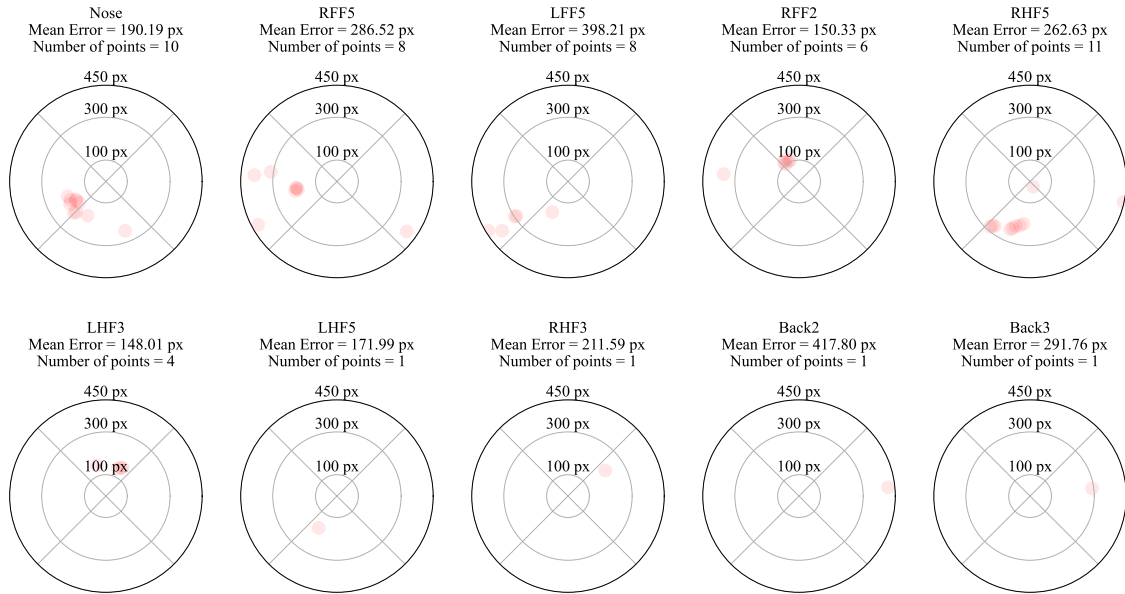 Nose
Mean Error = 190.19 px
Number of points = 10
450 px
300 px
100 px
RFF5
Mean Error = 286.52 px
Number of points = 8
450 px
300 px
100 px
LFF5
Mean Error = 398.21 px
Number of points = 8
450 px
300 px
100 px
RFF2
Mean Error = 150.33 px
Number of points = 6
450 px
300 px
100 px
RHF5
Mean Error = 262.63 px
Number of points = 11
450 px
300 px
100 px
LHF3
Mean Error = 148.01 px
Number of points = 4
450 px
300 px
100 px
LHF5
Mean Error = 171.99 px
Number of points = 1
450 px
300 px
100 px
RHF3
Mean Error = 211.59 px
Number of points = 1
450 px
300 px
100 px
Back2
Mean Error = 417.80 px
Number of points = 1
450 px
300 px
100 px
Back3
Mean Error = 291.76 px
Number of points = 1
450 px
300 px
100 px